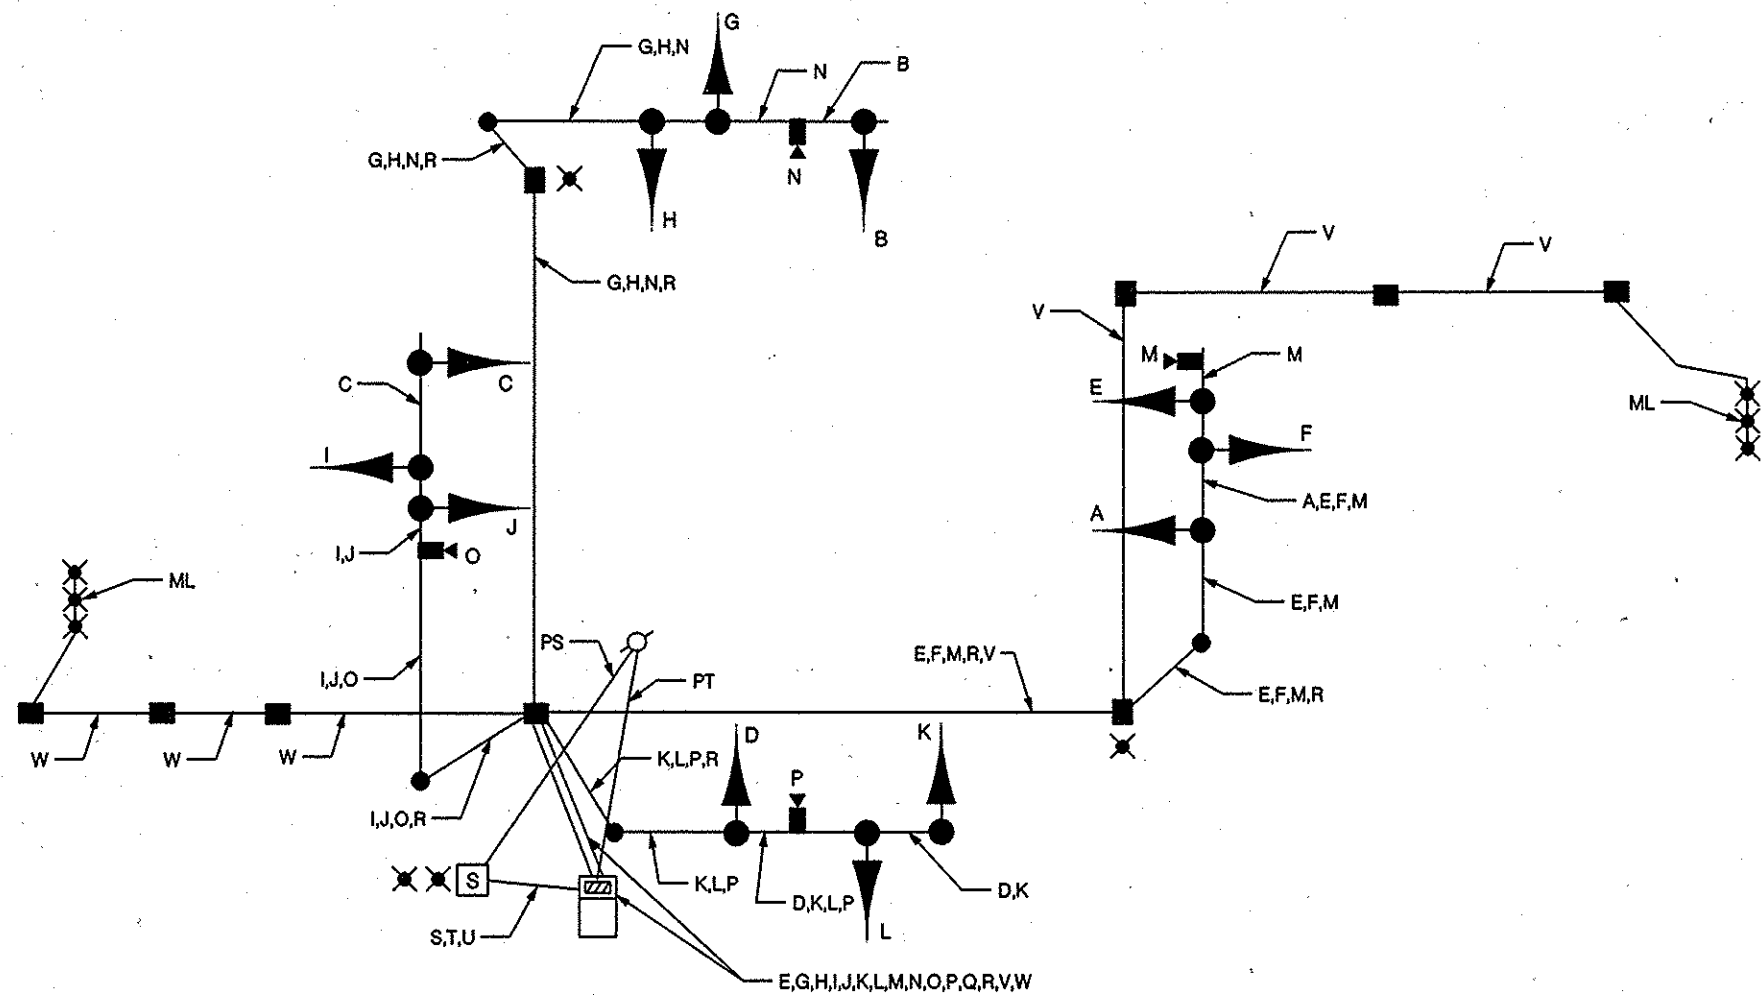 G
G,H,N
B
N
G,H,N,R
N
H
B
V
V
G,H,N,R
V
M
M
C
C
E
ML
F
I
A,E,F,M
A
J
I,J
O
ML
E,F,M
PS
E,F,M,R,V
I,J,O
PT
E,F,M,R
D
K
W
W
W
K,L,P,R
P
I,J,O,R
S
K,L,P
D,K
D,K,L,P
L
S,T,U
E,G,H,I,J,K,L,M,N,O,P,Q,R,V,W